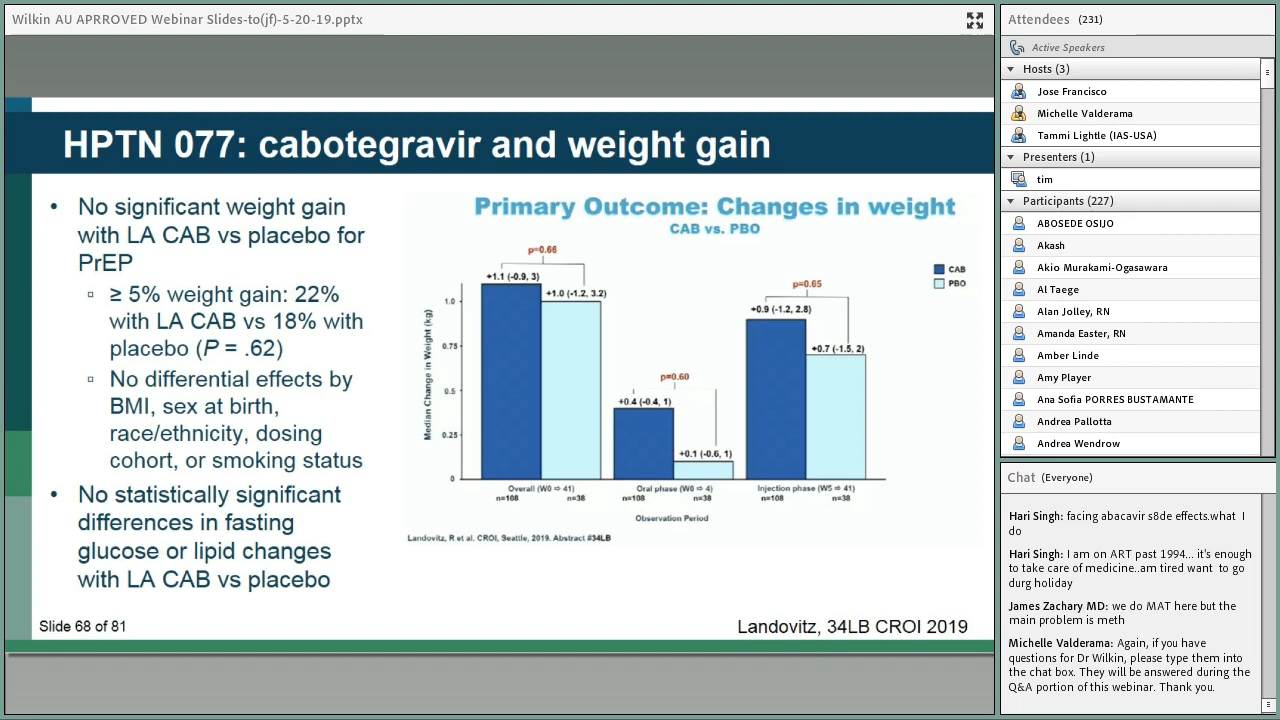 Wilkin AU APRROVED Webinar Slides-to(jf)-5-20-19.pptx
HPTN 077: cabotegravir and weight gain
• No significant weight gain
with LA CAB vs placebo for
PrEP
▫ ≥ 5% weight gain: 22%
with LA CAB vs 18% with
placebo (P = .62)
▫ No differential effects by
BMI, sex at birth,
race/ethnicity, dosing
cohort, or smoking status
• No statistically significant
differences in fasting
glucose or lipid changes
with LA CAB vs placebo
Primary Outcome: Changes in weight
CAB vs. PBO
p=0.66
+1.1 (-0.9, 3)
+1.0 (-1.2, 3.2)
p=0.60
+0.4 (-0.4, 1)
+0.1 (-0.6, 1)
p=0.65
+0.9 (-1.2, 2.8)
+0.7 (-1.5, 2)
CAB
PBO
Median Change in Weight (kg)
1.0
0.75
0.5
0.25
0
Overall (W0 ⇨ 41)
n=108 n=38
Oral phase (W0 ⇨ 4)
n=108 n=38
Injection phase (W5 ⇨ 41)
n=108 n=38
Observation Period
Landovitz, R et al. CROI, Seattle, 2019. Abstract #34LB
Slide 68 of 81
Landovitz, 34LB CROI 2019
Attendees (231)
Active Speakers
Hosts (3)
Jose Francisco
Michelle Valderama
Tammi Lightle (IAS-USA)
Presenters (1)
tim
Participants (227)
ABOSEDE OSIJO
Akash
Akio Murakami-Ogasawara
Al Taege
Alan Jolley, RN
Amanda Easter, RN
Amber Linde
Amy Player
Ana Sofia PORRESBUSTAMANTE
Andrea Pallotta
Andrea Wendrow
Chat (Everyone)
Hari Singh: taking abacavir s8de effects.what I
do
Hari Singh: I am on ART past 1994... it's enough
to take care of medicine..am tired want to go
durg holiday
James Zachary MD: we do MAT here but the
main problem is meth
Michelle Valderama: Again, if you have
questions for Dr Wilkin, please type them into
the chat box. They will be answered during the
Q&A portion of this webinar. Thank you.